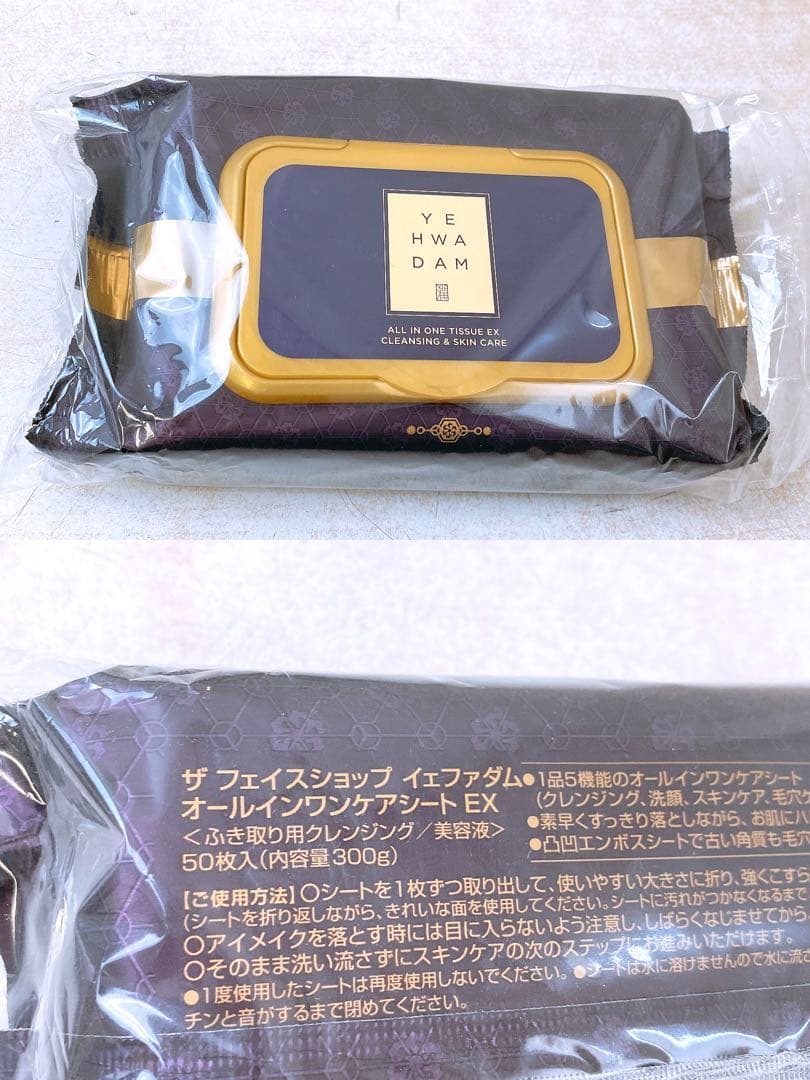 YE
HWA
DAM
ALL IN ONE TISSUE EX
CLEANSING & SKIN CARE
ザ フェイスショップ イェファダム
オールインワンケアシート EX
<ふき取り用クレンジング/美容液>
50枚入(内容量300g)
●1品5機能のオールインワンケアシート
(クレンジング、洗顔、スキンケア、毛穴
●素早くすっきり落としながら、お肌にハ
●凸凹エンボスシートで古い角質も毛穴
【ご使用方法】〇シートを1枚ずつ取り出して、使いやすい大きさに折り、強くこすら
(シートを折り返しながら、きれいな面を使用してください。シートに汚れがつかなくなるまで
〇アイメイクを落とす時には目に入らないよう注意し、しばらくなじませてから
〇そのまま洗い流さずにスキンケアの次のステップにお進みいただけます。
●1度使用したシートは再度使用しないでください。●シートは水に溶けませんので水に流さ
チンと音がするまで閉めてください。